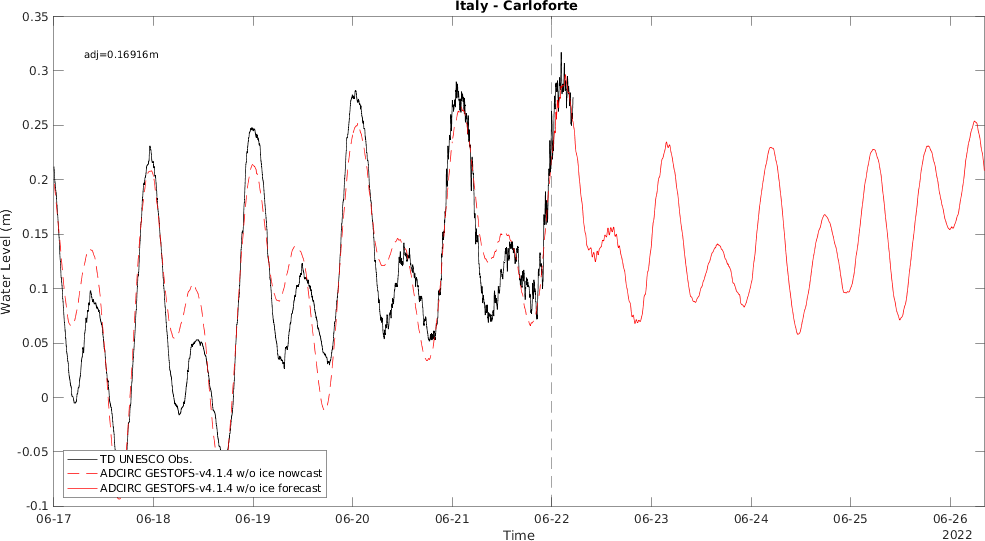 Italy - Carloforte
adj=0.16916m
Water Level (m)
0.35
0.3
0.25
0.2
0.15
0.1
0.05
0
-0.05
-0.1
TD UNESCO Obs.
ADCIRC GESTOFS-v4.1.4 w/o ice nowcast
ADCIRC GESTOFS-v4.1.4 w/o ice forecast
06-17 06-18 06-19 06-20 06-21 06-22 06-23 06-24 06-25 06-26
Time
2022